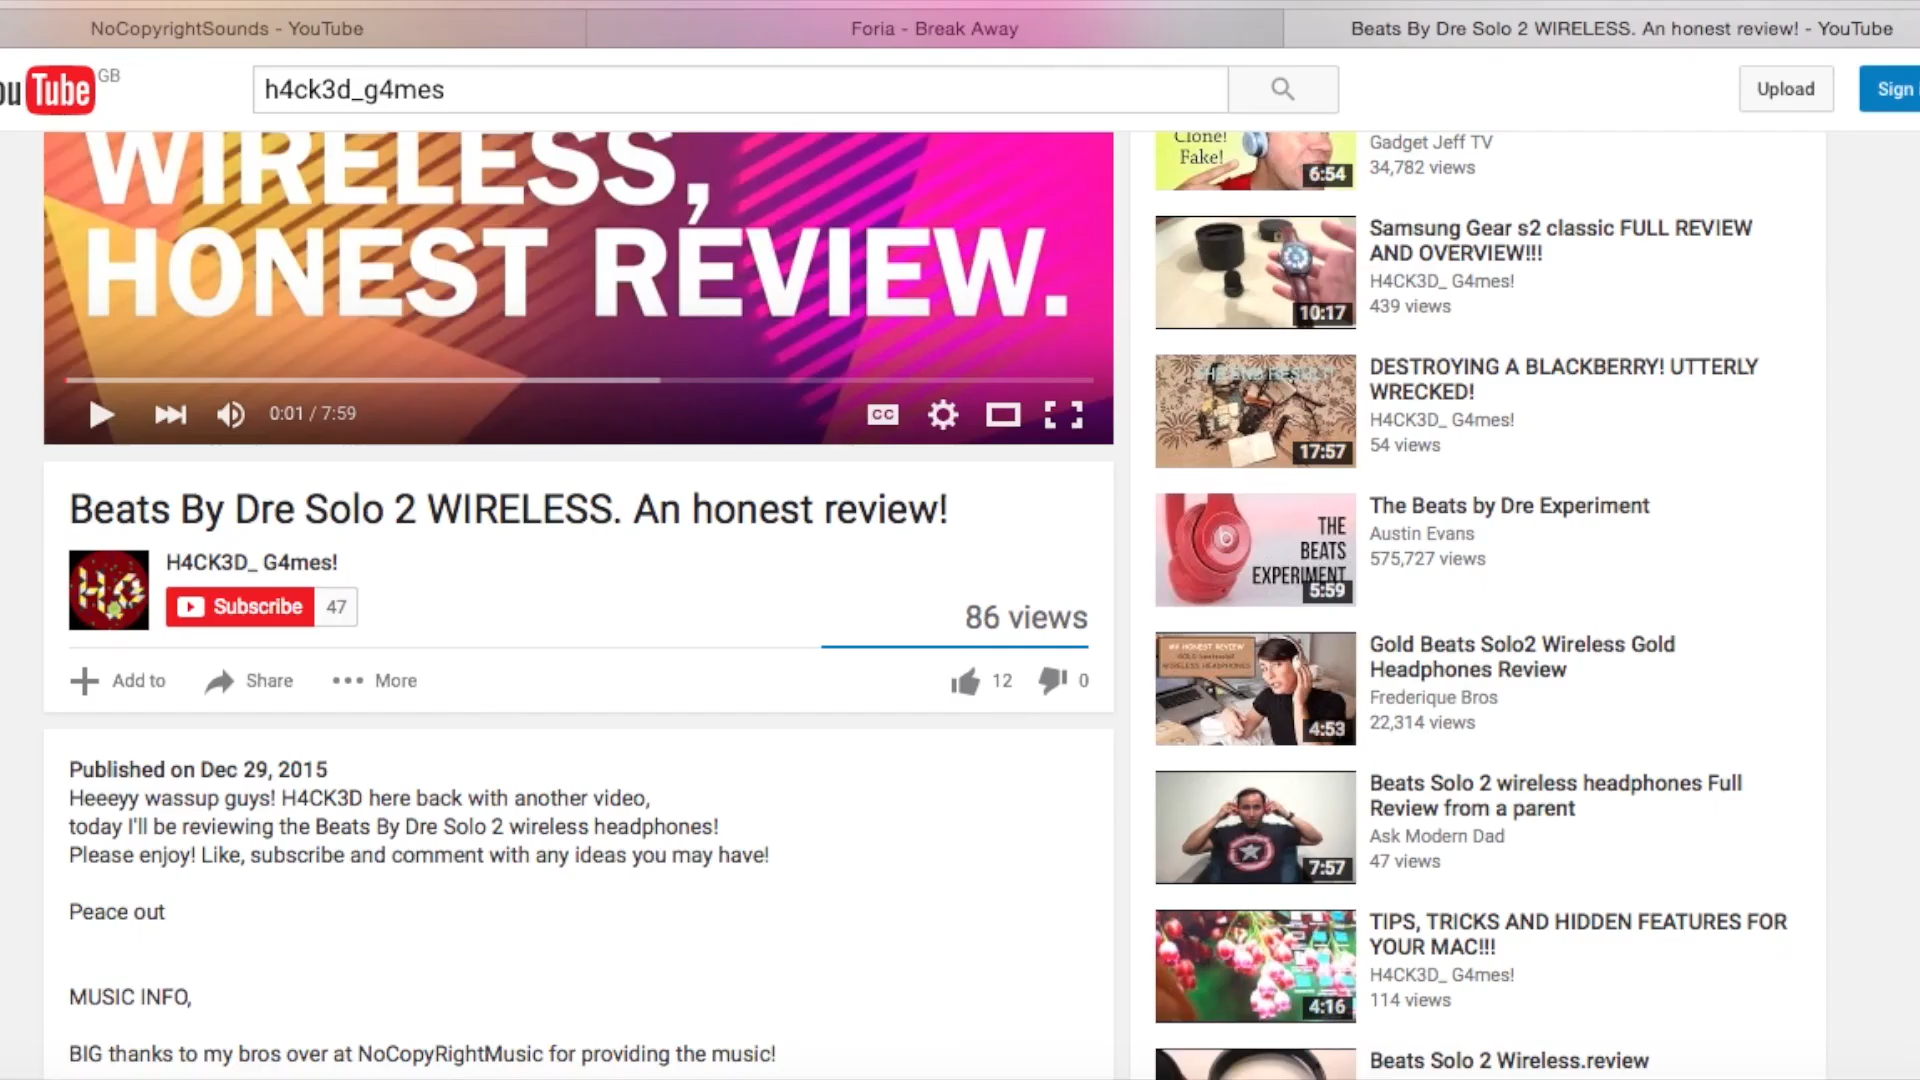 NoCopyrightSounds - YouTube
Foria - Break Away
Beats By Dre Solo 2 WIRELESS. An honest review! - YouTube
ou Tube GB
h4ck3d_g4mes
Upload
Sign
WIRELESS,
HONEST REVIEW.
0:01 / 7:59
CC
Beats By Dre Solo 2 WIRELESS. An honest review!
H4CK3D_ G4mes!
Subscribe 47
86 views
Add to
Share
More
12
0
Published on Dec 29, 2015
Heeeyy wassup guys! H4CK3D here back with another video,
today I'll be reviewing the Beats By Dre Solo 2 wireless headphones!
Please enjoy! Like, subscribe and comment with any ideas you may have!
Peace out
MUSIC INFO,
BIG thanks to my bros over at NoCopyRightMusic for providing the music!
Clone!
Fake!
6:54
Gadget Jeff TV
34,782 views
10:17
Samsung Gear s2 classic FULL REVIEW
AND OVERVIEW!!!
H4CK3D_ G4mes!
439 views
THE END RESULT!
17:57
DESTROYING A BLACKBERRY! UTTERLY
WRECKED!
H4CK3D_ G4mes!
54 views
THE
BEATS
EXPERIMENT
5:59
The Beats by Dre Experiment
Austin Evans
575,727 views
HONEST REVIEW
WIRELESS HEADPHONES
4:53
Gold Beats Solo2 Wireless Gold
Headphones Review
Frederique Bros
22,314 views
7:57
Beats Solo 2 wireless headphones Full
Review from a parent
Ask Modern Dad
47 views
4:16
TIPS, TRICKS AND HIDDEN FEATURES FOR
YOUR MAC!!!
H4CK3D_ G4mes!
114 views
Beats Solo 2 Wireless.review